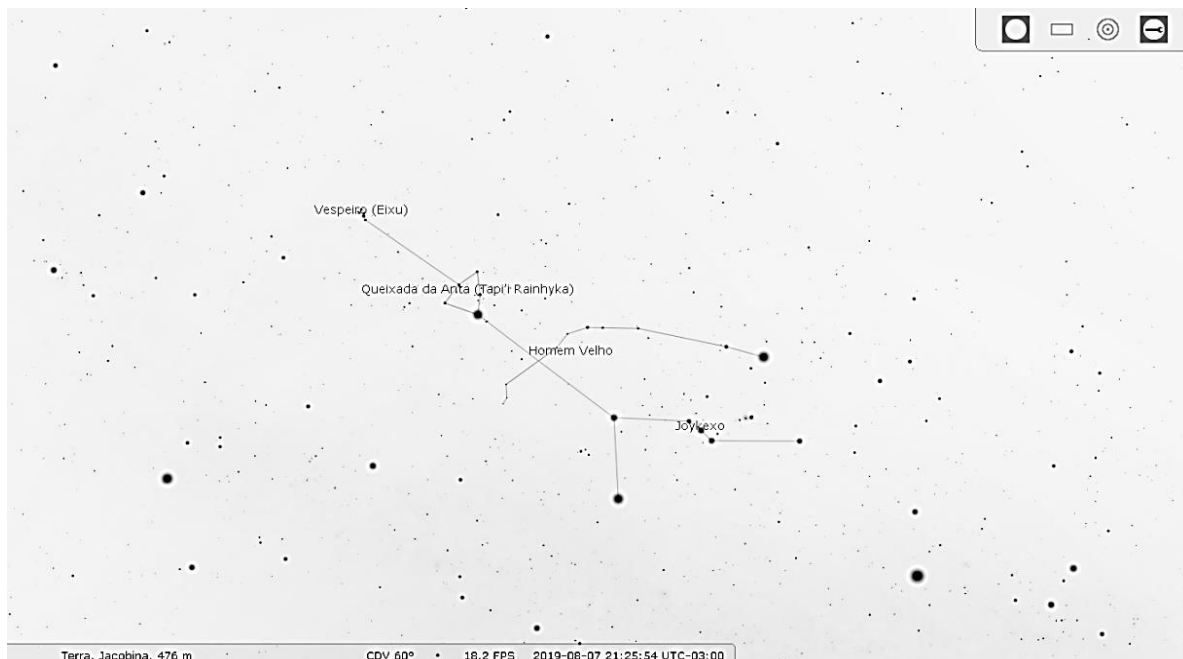 Vespeiro (Eixu)
Queixada da Anta (Tapi'i Rainhyka)
Homem Velho
Joykexo
Terra, Jacobina, 476 m CDV 60° 18.2 FPS 2019-08-07 21:25:54 UTC-03:00